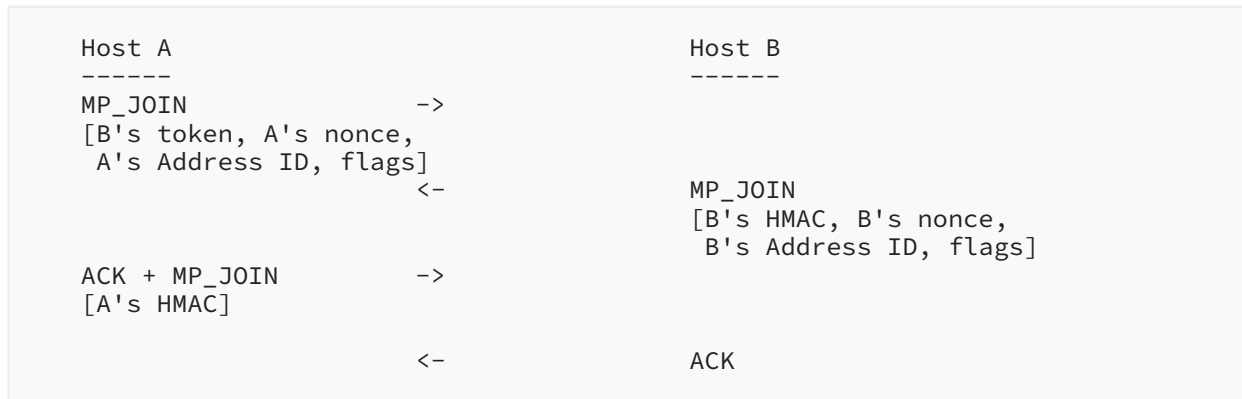 Host A Host B
------ ------
MP_JOIN ->
[B's token, A's nonce,
A's Address ID, flags]
<- MP_JOIN
[B's HMAC, B's nonce,
B's Address ID, flags]
ACK + MP_JOIN ->
[A's HMAC]
<- ACK